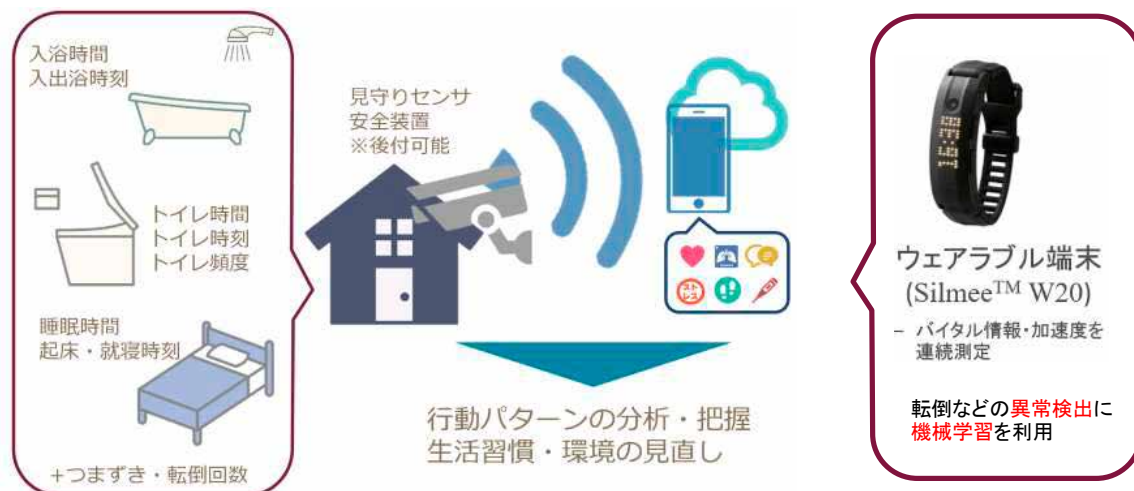 入浴時間
入出浴時刻
トイレ時間
トイレ時刻
トイレ頻度
睡眠時間
起床・就寝時刻
+つまずき・転倒回数
見守りセンサ
安全装置
※後付可能
ストレス
行動パターンの分析・把握
生活習慣・環境の見直し
ウェアラブル端末
(Silmee™ W20)
– バイタル情報・加速度を
連続測定
転倒などの異常検出に
機械学習を利用